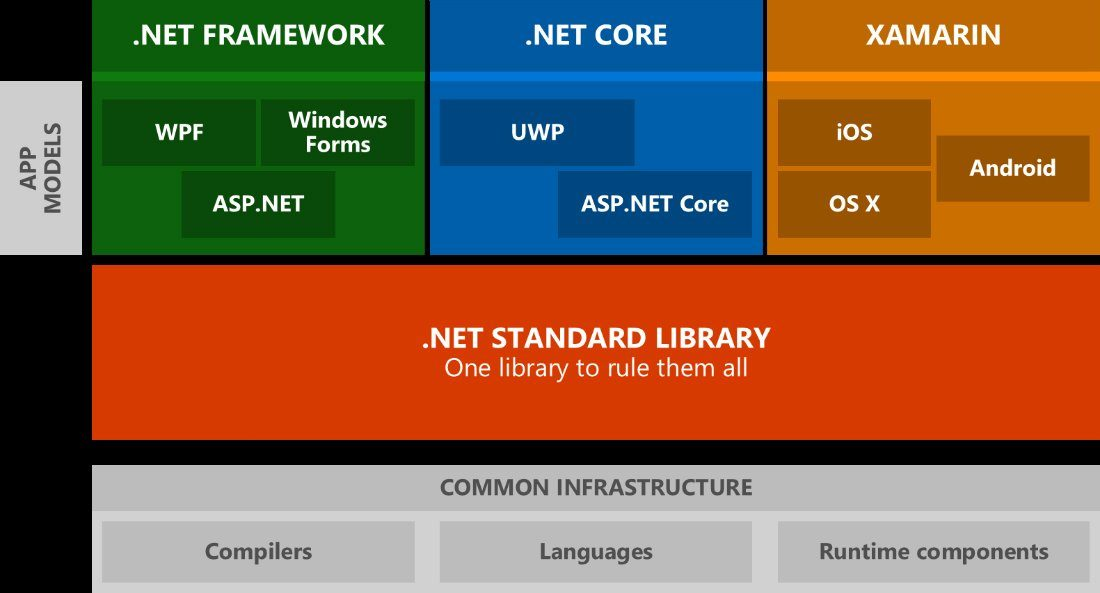 .NET FRAMEWORK
.NET CORE
XAMARIN
APP
MODELS
WPF
Windows
Forms
ASP.NET
UWP
ASP.NET Core
iOS
Android
OS X
.NET STANDARD LIBRARY
One library to rule them all
COMMON INFRASTRUCTURE
Compilers
Languages
Runtime components